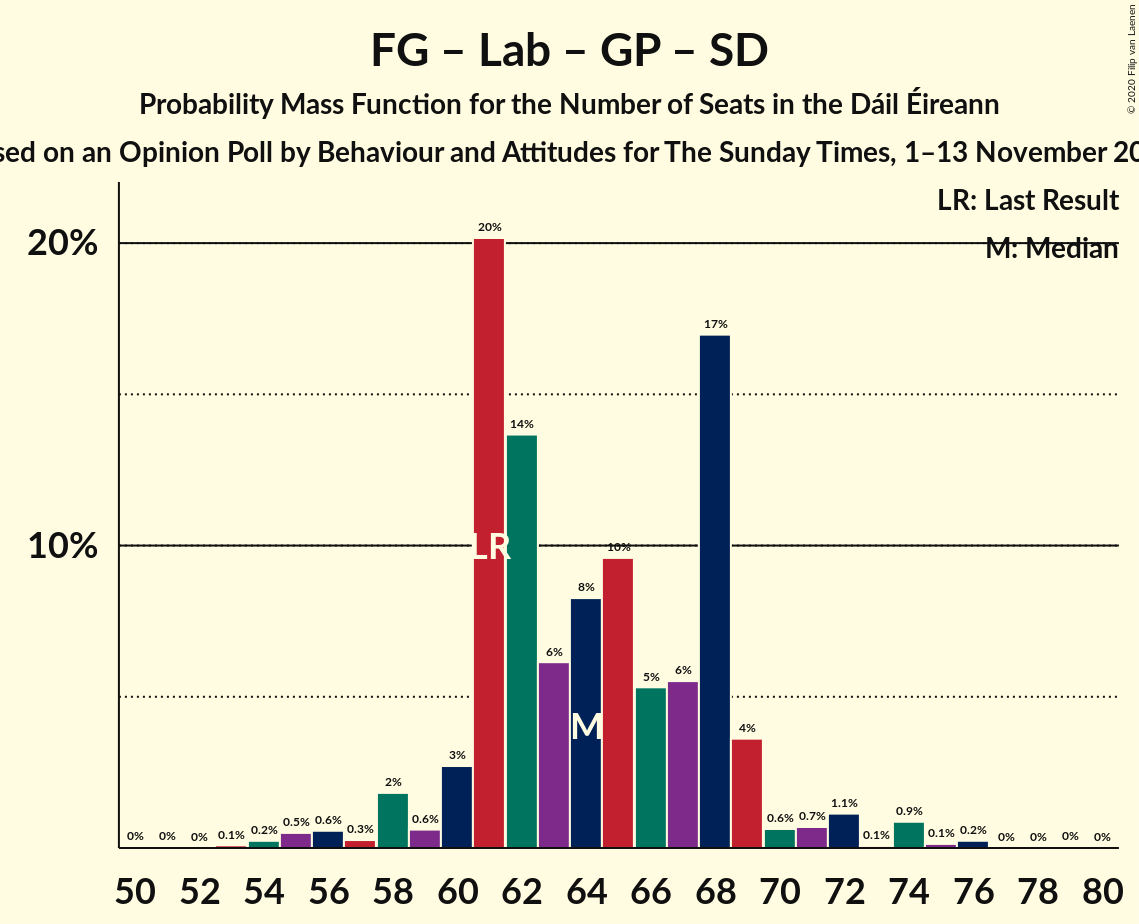 FG – Lab – GP – SD
Probability Mass Function for the Number of Seats in the Dáil Éireann
on an Opinion Poll by Behaviour and Attitudes for The Sunday Times, 1–13 November
© 2020 Filip van Laenen
LR: Last Result
M: Median
20%
10%
0% 0% 0% 0.1% 0.2% 0.5% 0.6% 0.3% 2% 0.6% 3% 20% 14% 6% 8% 10% 5% 6% 17% 4% 0.6% 0.7% 1.1% 0.1% 0.9% 0.1% 0.2% 0% 0% 0% 0%
LR
M
50 52 54 56 58 60 62 64 66 68 70 72 74 76 78 80